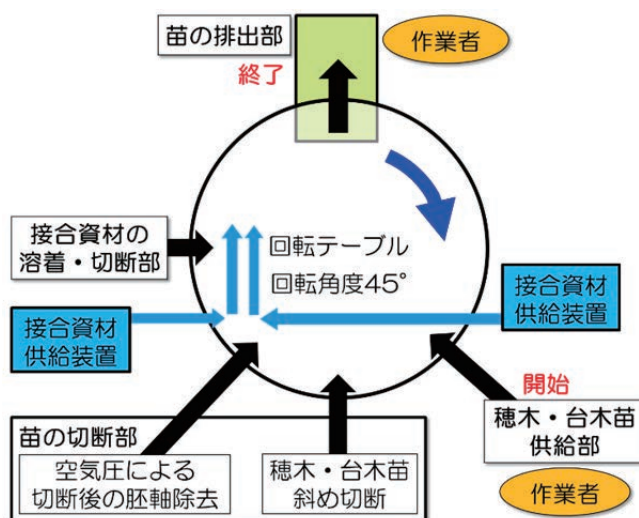 苗の排出部
終了
作業者
接合資材の
溶着・切断部
回転テーブル
回転角度45°
接合資材
供給装置
接合資材
供給装置
開始
穂木・台木苗
供給部
作業者
苗の切断部
空気圧による
切断後の胚軸除去
穂木・台木苗
斜め切断